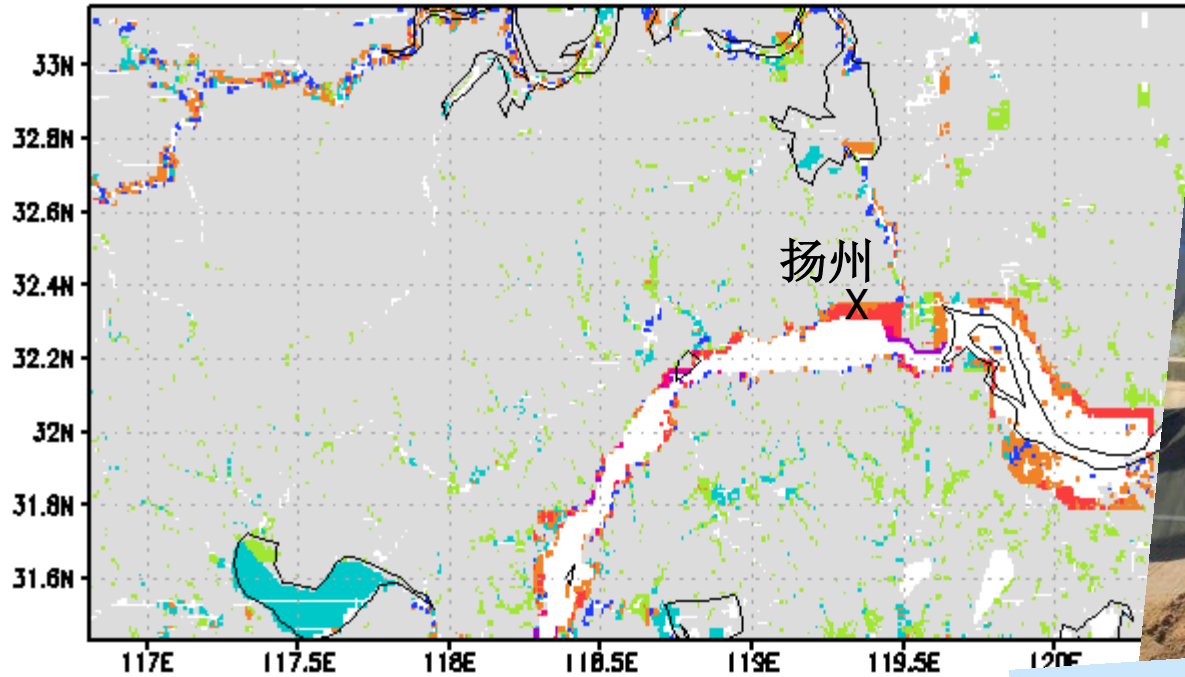 33N
32.8N
32.6N
扬州
32.4N
X
32.2N
32N
31.8N
31.6N
117E
117.5E
118E
118.5E
119E
119.5E
120E